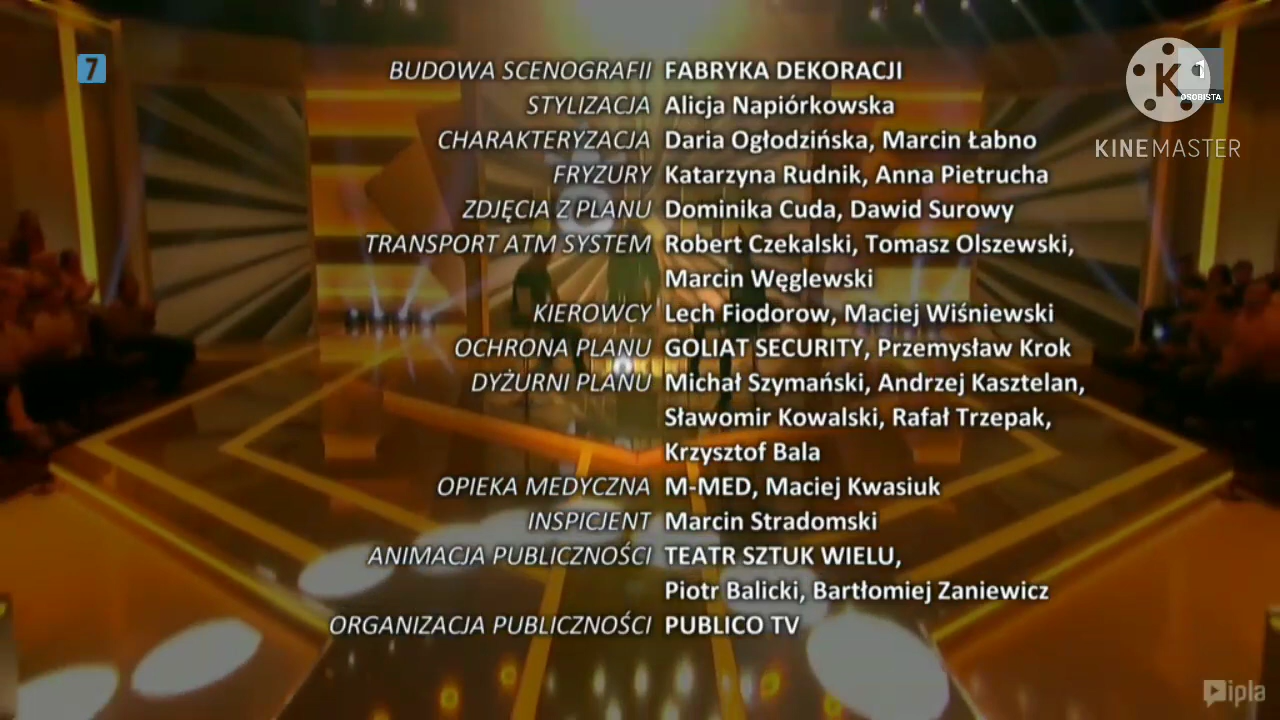 7
BUDOWA SCENOGRAFII FABRYKA DEKORACJI
STYLIZACJA Alicja Napiórkowska
CHARAKTERYZACJA Daria Ogłodzińska, Marcin Łabno
FRYZURY Katarzyna Rudnik, Anna Pietrucha
ZDJĘCIA Z PLANU Dominika Cuda, Dawid Surowy
TRANSPORT ATM SYSTEM Robert Czekalski, Tomasz Olszewski,
Marcin Węglewski
KIEROWCY Lech Fiodorow, Maciej Wiśniewski
OCHRONA PLANU GOLIAT SECURITY, Przemysław Krok
DYŻURNI PLANU Michał Szymański, Andrzej Kasztelan,
Sławomir Kowalski, Rafał Trzepak,
Krzysztof Bala
OPIEKA MEDYCZNA M-MED, Maciej Kwasiuk
INSPICJENT Marcin Stradomski
ANIMACJA PUBLICZNOŚCI TEATR SZTUK WIELU,
Piotr Balicki, Bartłomiej Zaniewicz
ORGANIZACJA PUBLICZNOŚCI PUBLICO TV
K
1
OSOBISTA
KINEMASTER
ipla